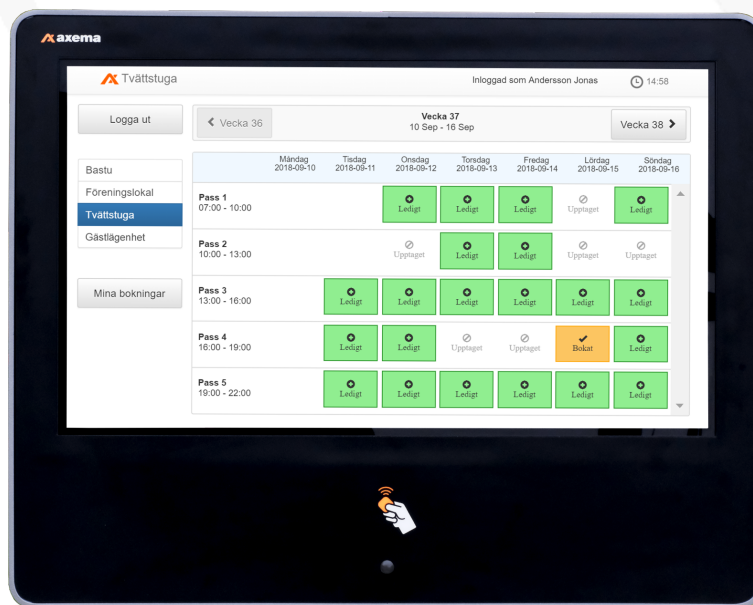 axema
Tvättstuga
Inloggad som Andersson Jonas
14:58
Logga ut
Vecka 36
Vecka 37
10 Sep - 16 Sep
Vecka 38
Bastu
Föreningslokal
Tvättstuga
Gästlägenhet
Mina bokningar
Måndag Tisdag Onsdag Torsdag Fredag Lördag Söndag
2018-09-10 2018-09-11 2018-09-12 2018-09-13 2018-09-14 2018-09-15 2018-09-16
Pass 1
07:00 - 10:00
Ledigt Ledigt Ledigt Upptaget Ledigt
Pass 2
10:00 - 13:00
Upptaget Ledigt Ledigt Upptaget Upptaget
Pass 3
13:00 - 16:00
Ledigt Ledigt Ledigt Ledigt Ledigt Ledigt
Pass 4
16:00 - 19:00
Ledigt Ledigt Upptaget Upptaget Bokat Ledigt
Pass 5
19:00 - 22:00
Ledigt Ledigt Ledigt Ledigt Ledigt Ledigt